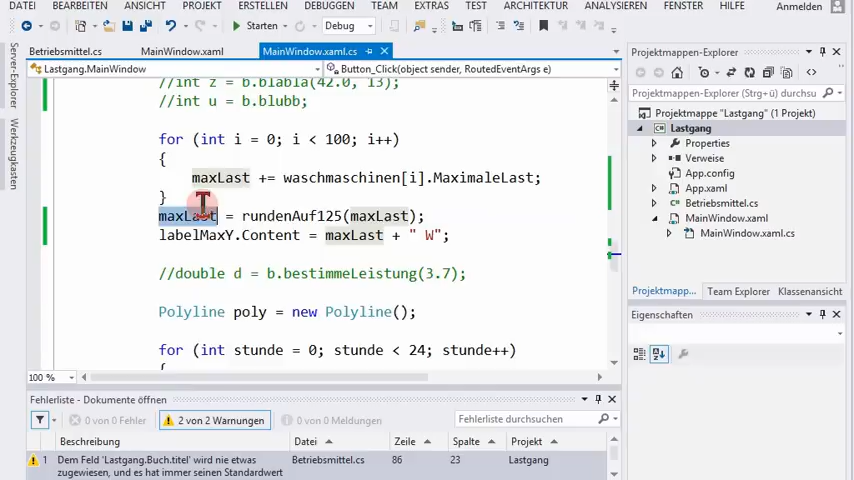 DATEI BEARBEITEN ANSICHT PROJEKT ERSTELLEN DEBUGGEN TEAM EXTRAS TEST ARCHITEKTUR ANALYSIEREN FENSTER Anmelden
Starten Debug
Betriebsmittel.cs MainWindow.xaml MainWindow.xaml.cs
Lastgang.MainWindow Button_Click(object sender, RoutedEventArgs e)
Server-Explorer
Werkzeugkasten
//int z = b.blabla(42.0, 13);
//int u = b.blubb;
for (int i = 0; i < 100; i++)
{
maxLast += waschmaschinen[i].MaximaleLast;
}
maxLast = rundenAuf125(maxLast);
labelMaxY.Content = maxLast + " W";
//double d = b.bestimmeLeistung(3.7);
Polyline poly = new Polyline();
for (int stunde = 0; stunde < 24; stunde++)
{
100 %
Projektmappen-Explorer
Projektmappen-Explorer (Strg+ü) durchsu
Projektmappe "Lastgang" (1 Projekt)
Lastgang
Properties
Verweise
App.config
App.xaml
Betriebsmittel.cs
MainWindow.xaml
MainWindow.xaml.cs
Projektmapp... Team Explorer Klassenansicht
Eigenschaften
Fehlerliste - Dokumente öffnen
0 von 0 Fehler 2 von 2 Warnungen 0 von 0 Meldungen Fehlerliste durchsuchen
Beschreibung Datei Zeile Spalte Projekt
1 Dem Feld 'Lastgang.Buch.titel' wird nie etwas Betriebsmittel.cs 86 23 Lastgang
zugewiesen, und es hat immer seinen Standardwert